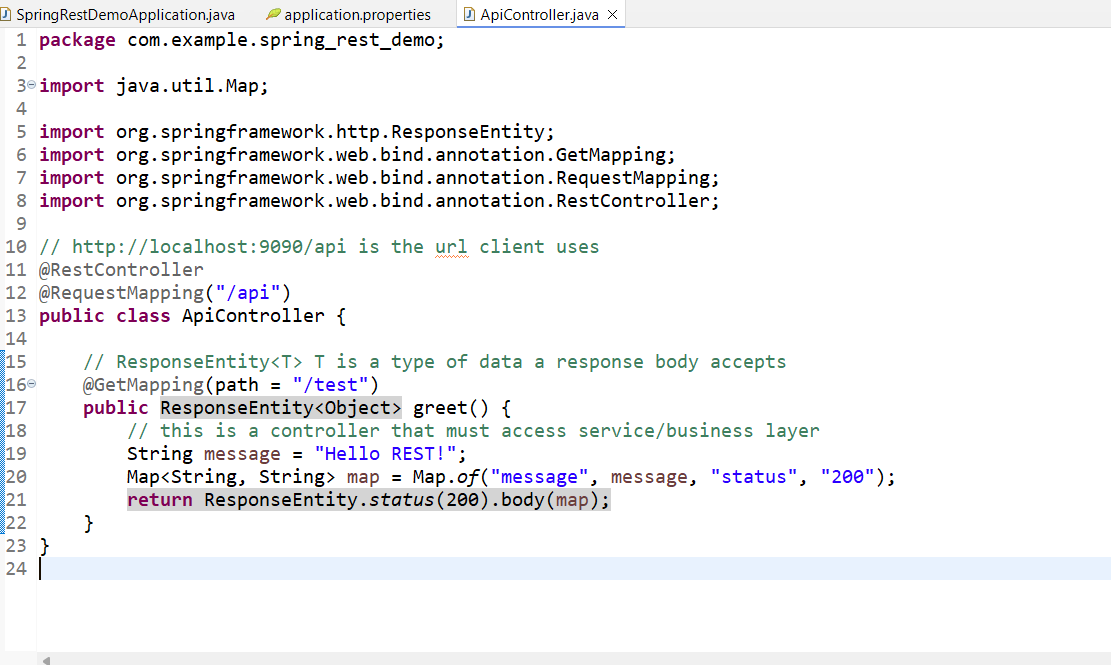 SpringRestDemoApplication.java application.properties ApiController.java
1 package com.example.spring_rest_demo;
2
3 import java.util.Map;
4
5 import org.springframework.http.ResponseEntity;
6 import org.springframework.web.bind.annotation.GetMapping;
7 import org.springframework.web.bind.annotation.RequestMapping;
8 import org.springframework.web.bind.annotation.RestController;
9
10 // http://localhost:9090/api is the url client uses
11 @RestController
12 @RequestMapping("/api")
13 public class ApiController {
14
15     // ResponseEntity<T> T is a type of data a response body accepts
16     @GetMapping(path = "/test")
17     public ResponseEntity<Object> greet() {
18         // this is a controller that must access service/business layer
19         String message = "Hello REST!";
20         Map<String, String> map = Map.of("message", message, "status", "200");
21         return ResponseEntity.status(200).body(map);
22     }
23 }
24